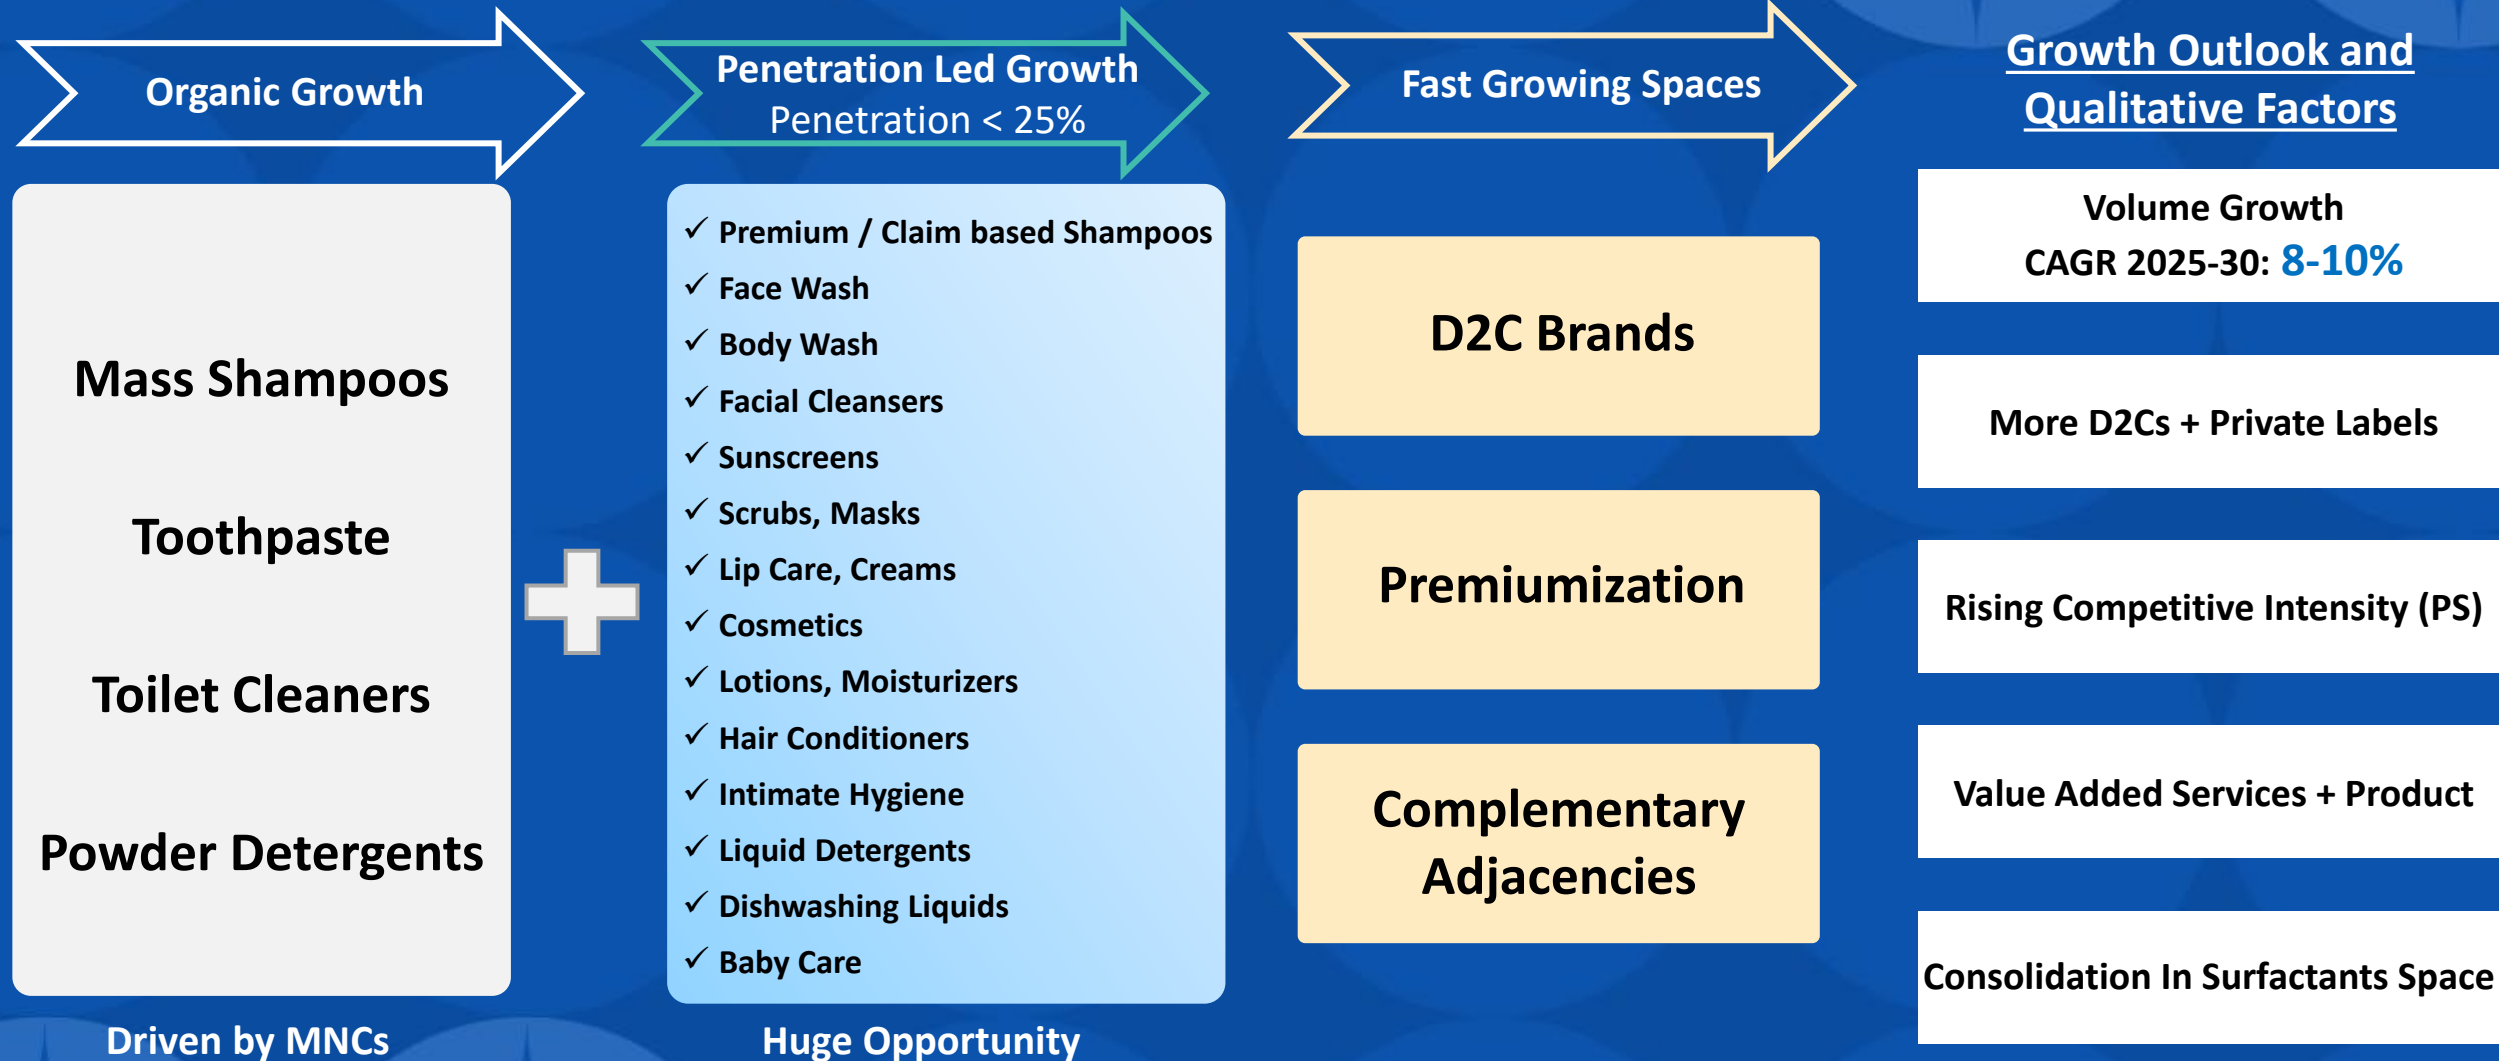 Organic Growth
Mass Shampoos
Toothpaste
Toilet Cleaners
Powder Detergents
Driven by MNCs
Penetration Led Growth
Penetration < 25%
✓ Premium / Claim based Shampoos
✓ Face Wash
✓ Body Wash
✓ Facial Cleansers
✓ Sunscreens
✓ Scrubs, Masks
✓ Lip Care, Creams
✓ Cosmetics
✓ Lotions, Moisturizers
✓ Hair Conditioners
✓ Intimate Hygiene
✓ Liquid Detergents
✓ Dishwashing Liquids
✓ Baby Care
Huge Opportunity
Fast Growing Spaces
D2C Brands
Premiumization
Complementary
Adjacencies
Growth Outlook and
Qualitative Factors
Volume Growth
CAGR 2025-30: 8-10%
More D2Cs + Private Labels
Rising Competitive Intensity (PS)
Value Added Services + Product
Consolidation In Surfactants Space